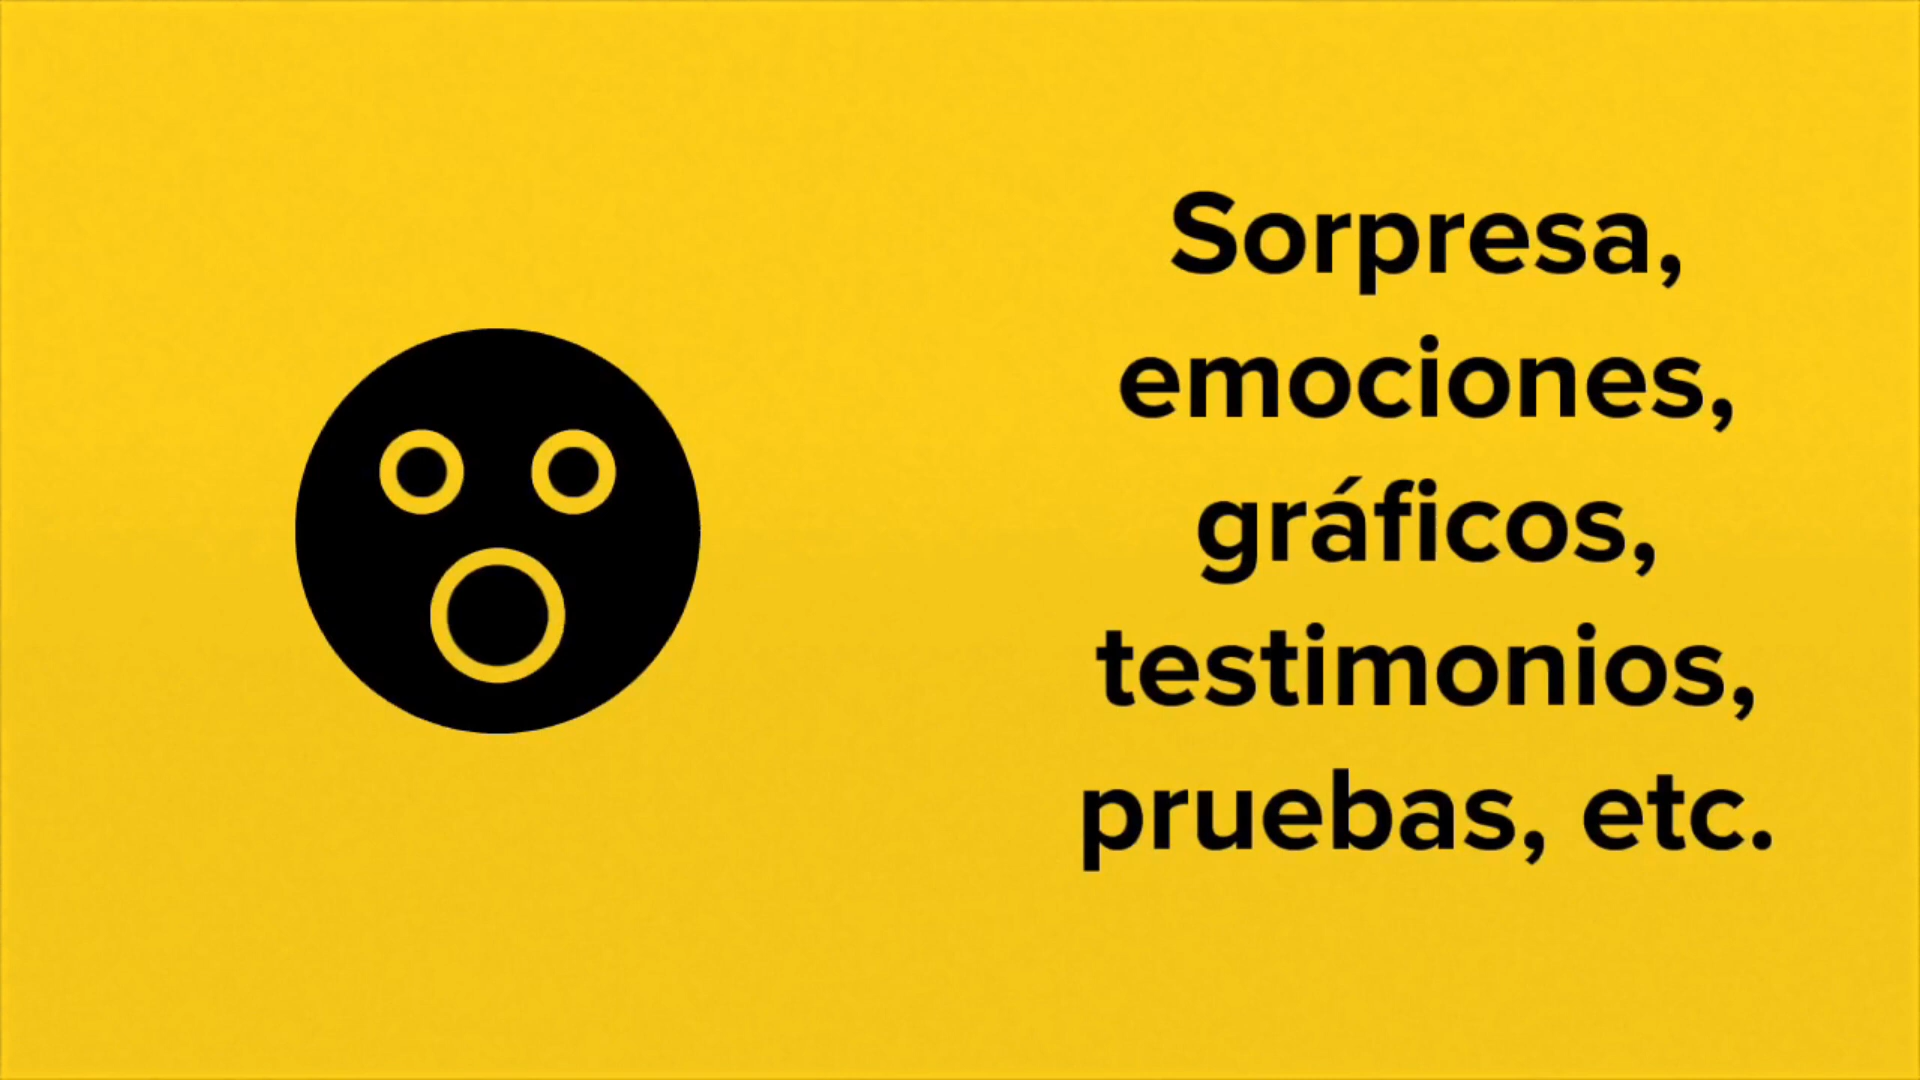 Sorpresa,
emociones,
gráficos,
testimonios,
pruebas, etc.